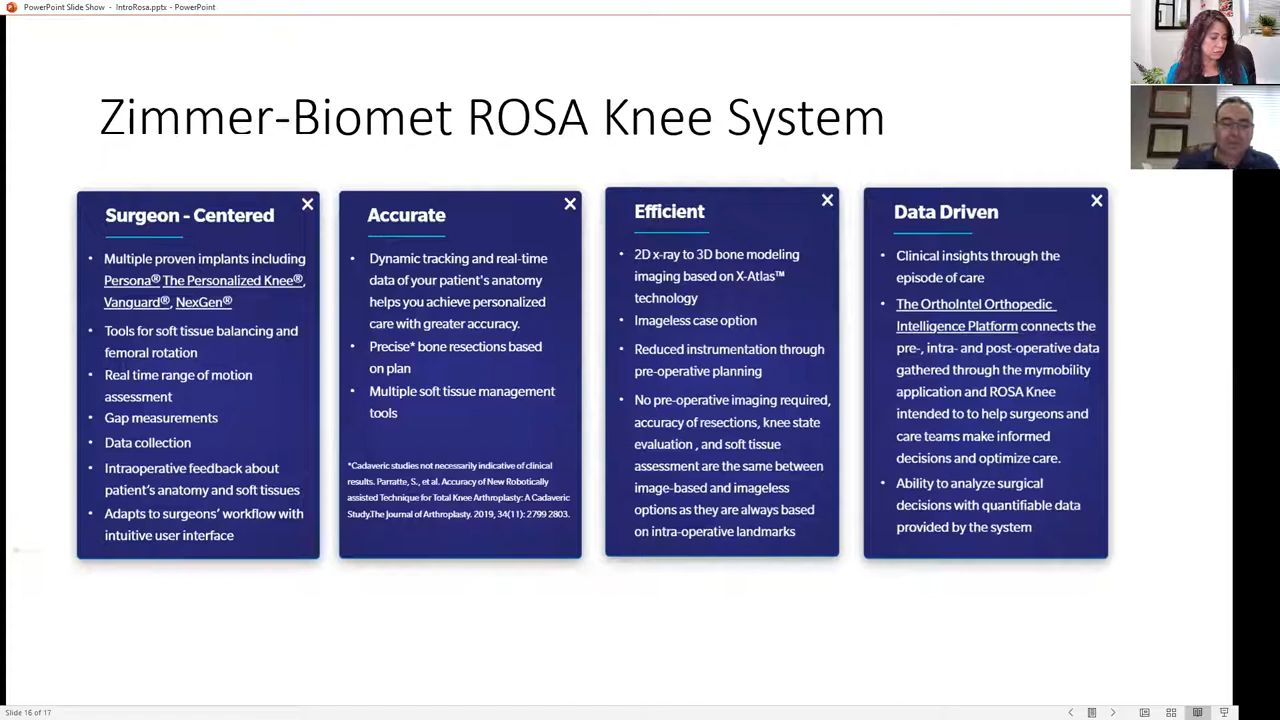 PowerPoint Slide Show - IntroRosa.pptx - PowerPoint
Zimmer-Biomet ROSA Knee System
Surgeon - Centered
• Multiple proven implants including
Persona® The Personalized Knee®,
Vanguard®, NexGen®
• Tools for soft tissue balancing and
femoral rotation
• Real time range of motion
assessment
• Gap measurements
• Data collection
• Intraoperative feedback about
patient's anatomy and soft tissues
• Adapts to surgeons' workflow with
intuitive user interface
Accurate
• Dynamic tracking and real-time
data of your patient's anatomy
helps you achieve personalized
care with greater accuracy.
• Precise* bone resections based
on plan
• Multiple soft tissue management
tools
*Cadaveric studies not necessarily indicative of clinical
results. Parratte, S., et al. Accuracy of New Robotically
assisted Technique for Total Knee Arthroplasty: A Cadaveric
Study.The Journal of Arthroplasty. 2019, 34(11): 2799 2803.
Efficient
• 2D x-ray to 3D bone modeling
imaging based on X-Atlas™
technology
• Imageless case option
• Reduced instrumentation through
pre-operative planning
• No pre-operative imaging required,
accuracy of resections, knee state
evaluation , and soft tissue
assessment are the same between
image-based and imageless
options as they are always based
on intra-operative landmarks
Data Driven
• Clinical insights through the
episode of care
• The OrthoIntel Orthopedic
Intelligence Platform connects the
pre-, intra- and post-operative data
gathered through the mymobility
application and ROSA Knee
intended to to help surgeons and
care teams make informed
decisions and optimize care.
• Ability to analyze surgical
decisions with quantifiable data
provided by the system
Slide 16 of 17